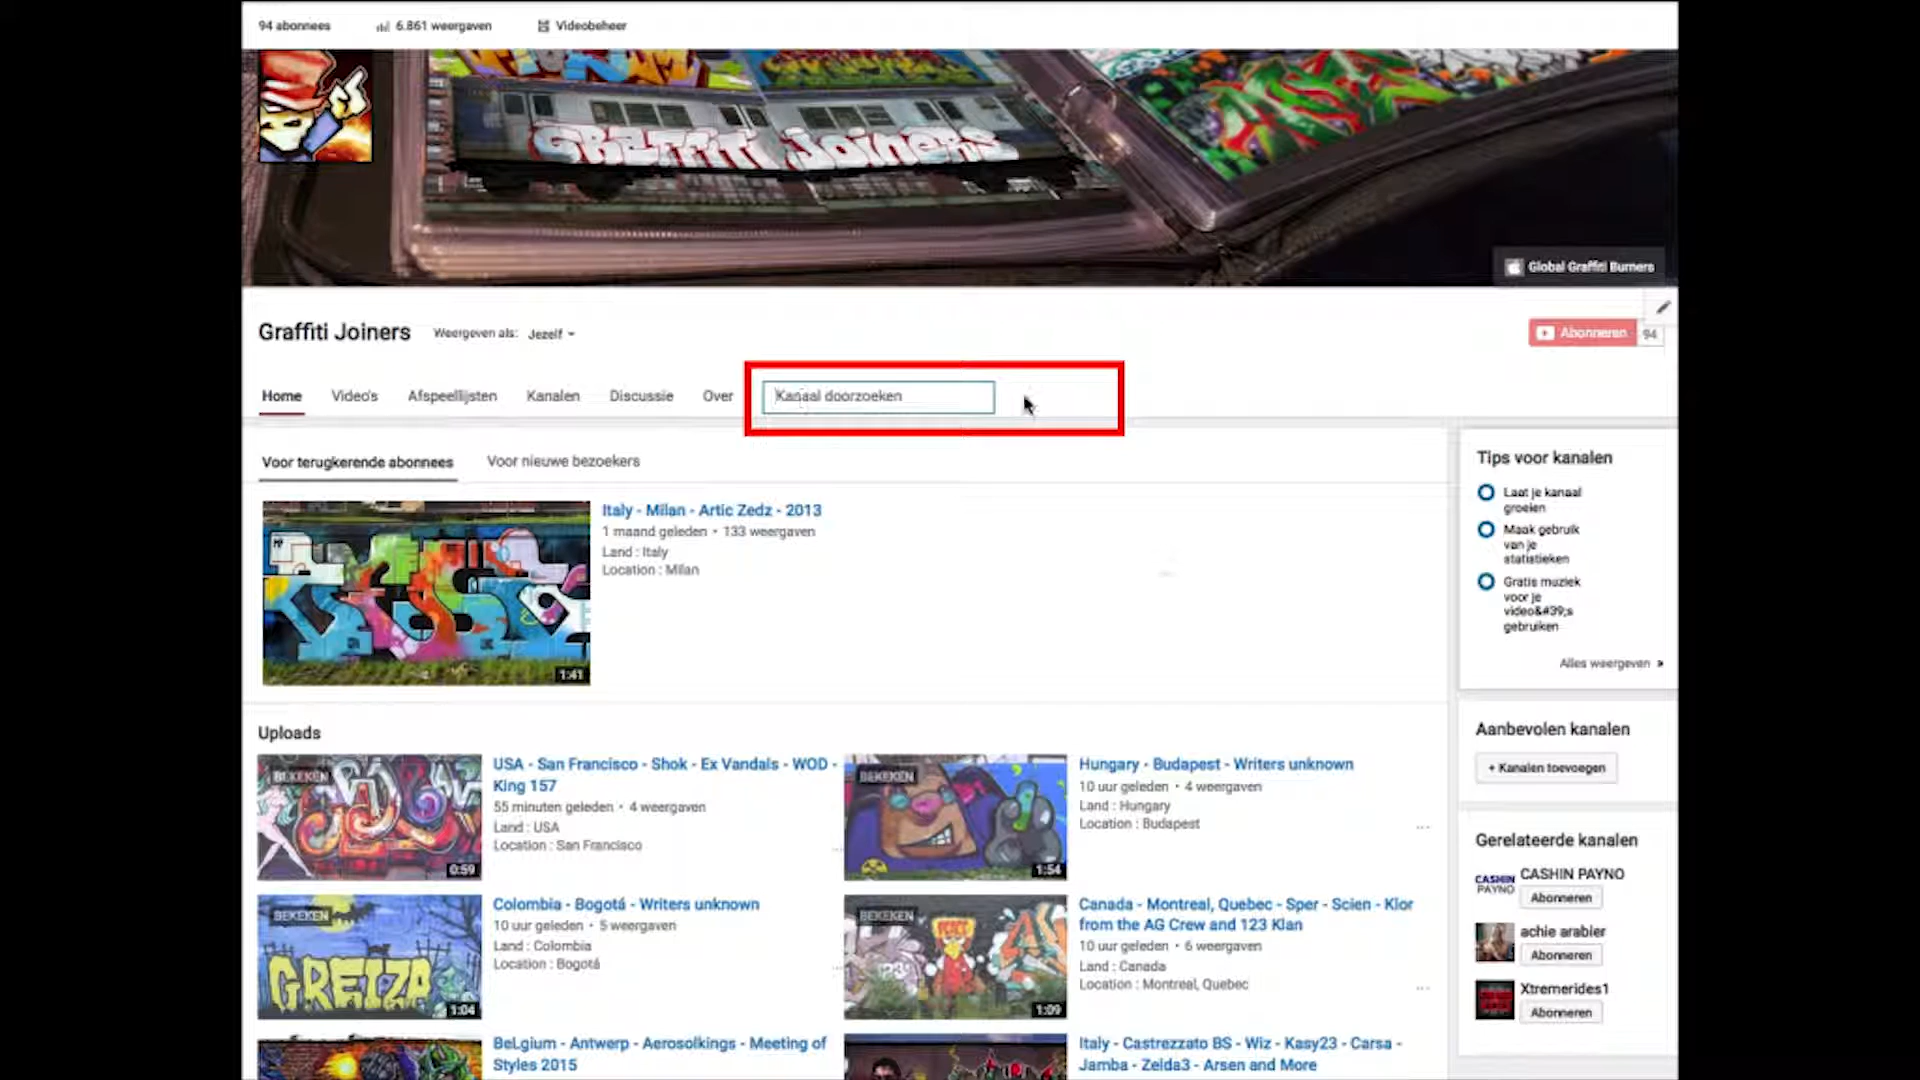 94 abonnees 6.861 weergaven Videobeheer
GRAFFITI JOINERS
Global Graffiti Burners
Graffiti Joiners Weergeven als: Jezelf
Abonneren 94
Home Video's Afspeellijsten Kanalen Discussie Over Kanaal doorzoeken
Voor terugkerende abonnees Voor nieuwe bezoekers
Italy - Milan - Artic Zedz - 2013
1 maand geleden • 133 weergaven
Land : Italy
Location : Milan
1:41
Uploads
BEKEKEN
0:59
USA - San Francisco - Shok - Ex Vandals - WOD -
King 157
55 minuten geleden • 4 weergaven
Land : USA
Location : San Francisco
...
BEKEKEN
1:54
Hungary - Budapest - Writers unknown
10 uur geleden • 4 weergaven
Land : Hungary
Location : Budapest
...
BEKEKEN
GREIZA
1:04
Colombia - Bogotá - Writers unknown
10 uur geleden • 5 weergaven
Land : Colombia
Location : Bogotá
...
BEKEKEN
1:09
Canada - Montreal, Quebec - Sper - Scien - Klor
from the AG Crew and 123 Klan
10 uur geleden • 6 weergaven
Land : Canada
Location : Montreal, Quebec
...
BeLgium - Antwerp - Aerosolkings - Meeting of
Styles 2015
Italy - Castrezzato BS - Wiz - Kasy23 - Carsa -
Jamba - Zelda3 - Arsen and More
Tips voor kanalen
Laat je kanaal
groeien
Maak gebruik
van je
statistieken
Gratis muziek
voor je
video&#39;s
gebruiken
Alles weergeven »
Aanbevolen kanalen
+ Kanalen toevoegen
Gerelateerde kanalen
CASHIN
PAYNO
CASHIN PAYNO
Abonneren
achie arabier
Abonneren
Xtremerides1
Abonneren